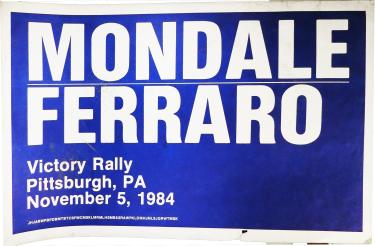 MONDALE
FERRARO
Victory Rally
Pittsburgh, PA
November 5, 1984